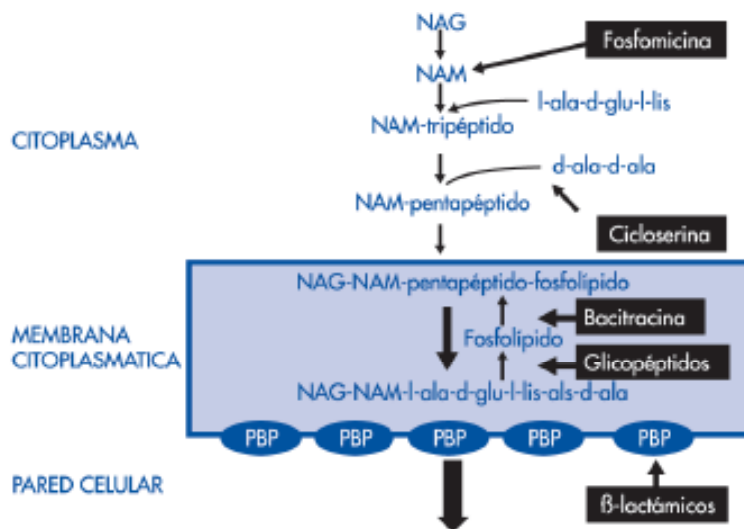 NAG
Fosfomicina
NAM
l-ala-d-glu-l-lis
CITOPLASMA
NAM-tripéptido
d-ala-d-ala
NAM-pentapéptido
Cicloserina
NAG-NAM-pentapéptido-fosfolípido
Bacitracina
MEMBRANA
CITOPLASMATICA
Fosfolípido
Glicopéptidos
NAG-NAM-l-ala-d-glu-l-lis-als-d-ala
PBP PBP PBP PBP PBP
PARED CELULAR
ß-lactámicos